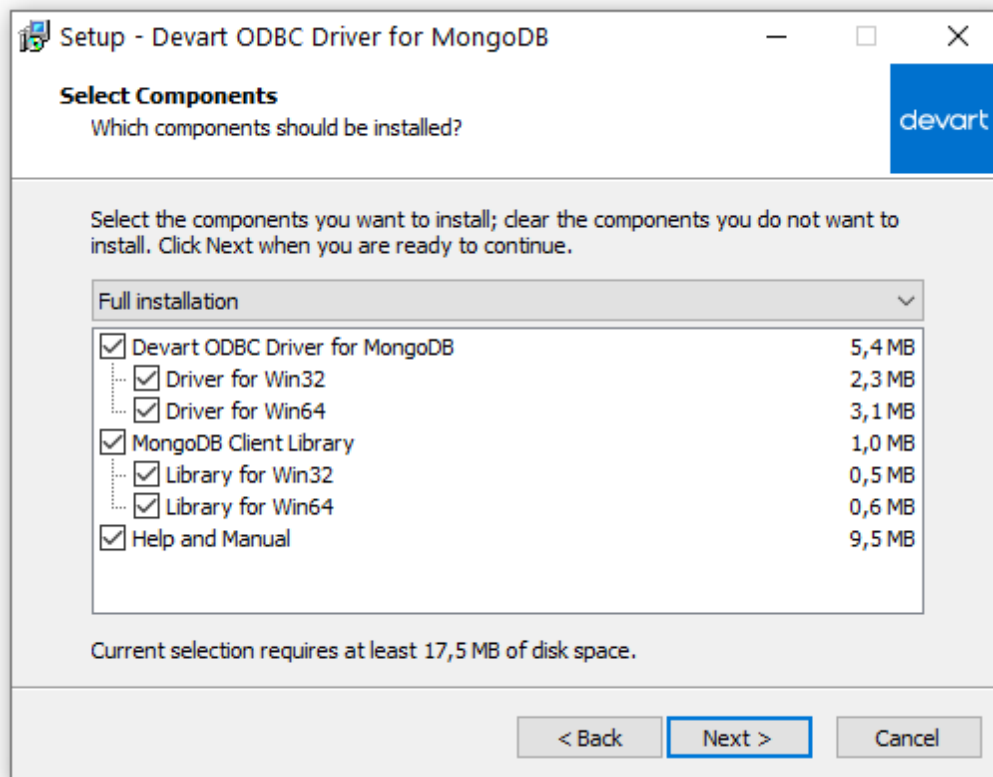 Setup - Devart ODBC Driver for MongoDB
Select Components
Which components should be installed?
devart
Select the components you want to install; clear the components you do not want to
install. Click Next when you are ready to continue.
Full installation
Devart ODBC Driver for MongoDB 5,4 MB
Driver for Win32 2,3 MB
Driver for Win64 3,1 MB
MongoDB Client Library 1,0 MB
Library for Win32 0,5 MB
Library for Win64 0,6 MB
Help and Manual 9,5 MB
Current selection requires at least 17,5 MB of disk space.
< Back Next > Cancel